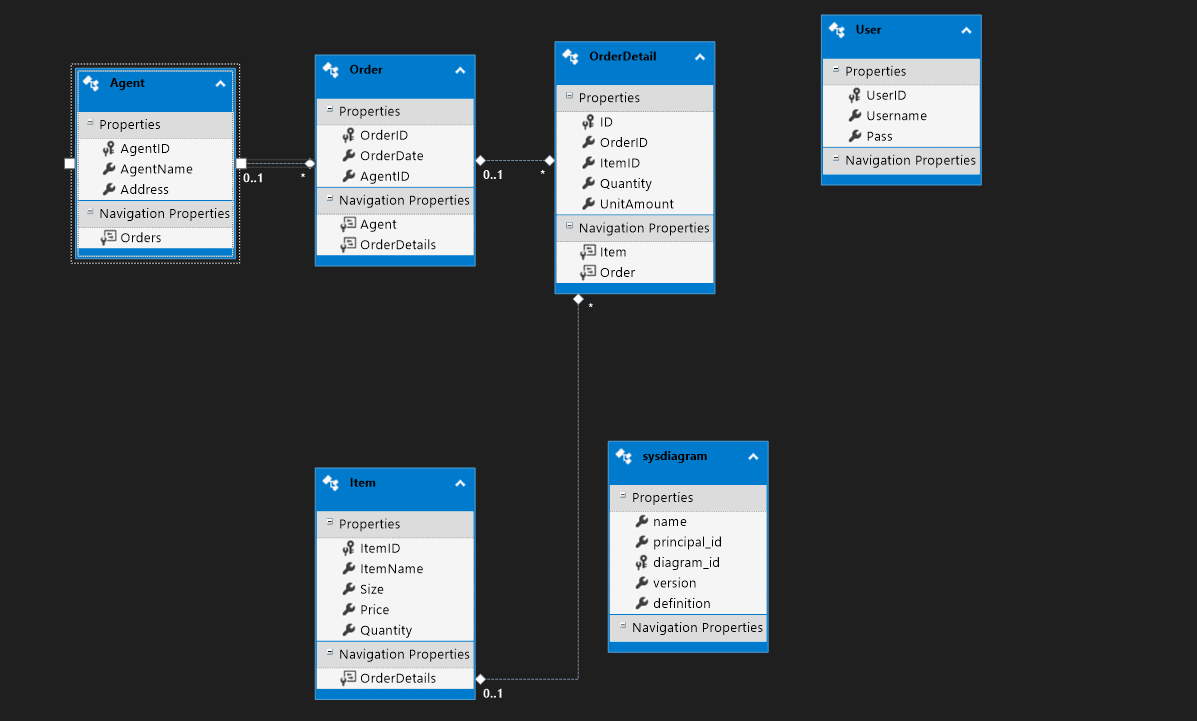 Agent
Properties
AgentID
AgentName
Address
Navigation Properties
Orders
0..1
*
Order
Properties
OrderID
OrderDate
AgentID
Navigation Properties
Agent
OrderDetails
0..1
*
OrderDetail
Properties
ID
OrderID
ItemID
Quantity
UnitAmount
Navigation Properties
Item
Order
*
User
Properties
UserID
Username
Pass
Navigation Properties
Item
Properties
ItemID
ItemName
Size
Price
Quantity
Navigation Properties
OrderDetails
0..1
sysdiagram
Properties
name
principal_id
diagram_id
version
definition
Navigation Properties